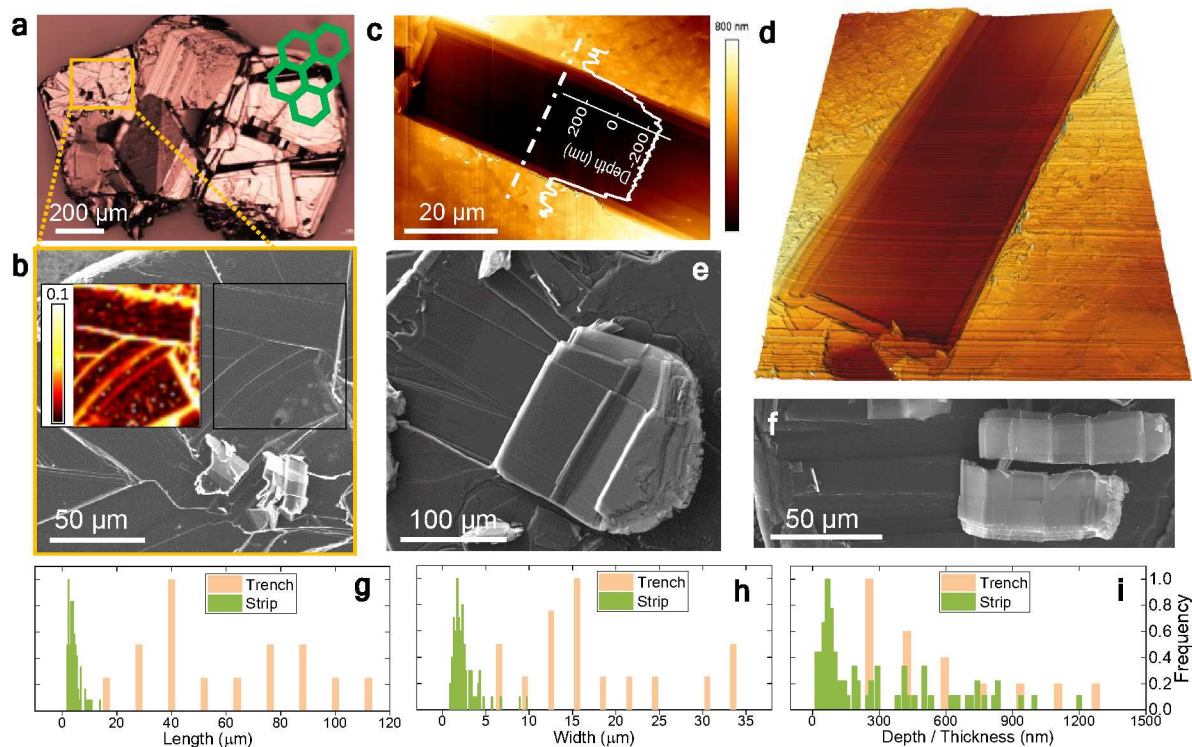 a
200 µm
b
0.1
50 µm
c
800 nm
200
0
-200
Depth (nm)
20 µm
d
e
100 µm
f
50 µm
Trench
Strip
g
0 20 40 60 80 100 120
Length (µm)
Trench
Strip
h
0 5 10 15 20 25 30 35
Width (µm)
Trench
Strip
i
1.0
0.8
0.6
0.4
0.2
0.0
Frequency
0 300 600 900 1200 1500
Depth / Thickness (nm)